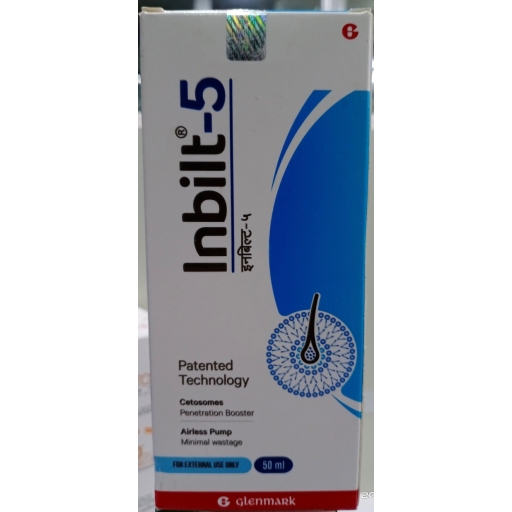 Inbilt®-5
इनबिल्ट-५
Patented
Technology
Cetosomes
Penetration Booster
Airless Pump
Minimal wastage
FOR EXTERNAL USE ONLY
50 ml
glenmark